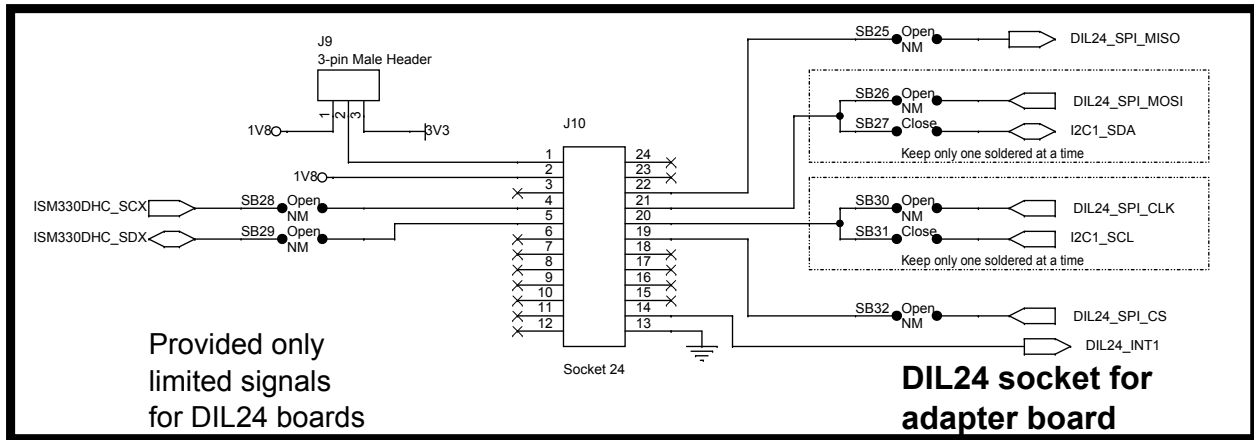 J9
3-pin Male Header
1
2
3
1V8
3V3
J10
1V8
1
2
3
4
5
6
7
8
9
10
11
12
24
23
22
21
20
19
18
17
16
15
14
13
Socket 24
ISM330DHC_SCX
SB28
Open
NM
ISM330DHC_SDX
SB29
Open
NM
SB25
Open
NM
DIL24_SPI_MISO
SB26
Open
NM
DIL24_SPI_MOSI
SB27
Close
I2C1_SDA
Keep only one soldered at a time
SB30
Open
NM
DIL24_SPI_CLK
SB31
Close
I2C1_SCL
Keep only one soldered at a time
SB32
Open
NM
DIL24_SPI_CS
DIL24_INT1
Provided only
limited signals
for DIL24 boards
DIL24 socket for
adapter board